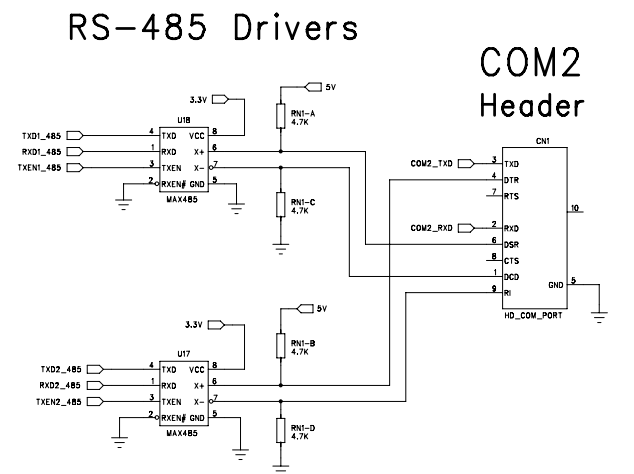 RS-485 Drivers
COM2
Header
5V
3.3V
RN1-A
4.7K
U18
TXD1_485 4 TXD VCC 8
RXD1_485 1 RXD X+ 6
TXEN1_485 3 TXEN X- 7
2 RXEN# GND 5
MAX485
RN1-C
4.7K
CN1
COM2_TXD 3 TXD
4 DTR
7 RTS
10
COM2_RXD 2 RXD
6 DSR
8 CTS
1 DCD
GND 5
9 RI
HD_COM_PORT
5V
3.3V
RN1-B
4.7K
U17
TXD2_485 4 TXD VCC 8
RXD2_485 1 RXD X+ 6
TXEN2_485 3 TXEN X- 7
2 RXEN# GND 5
MAX485
RN1-D
4.7K